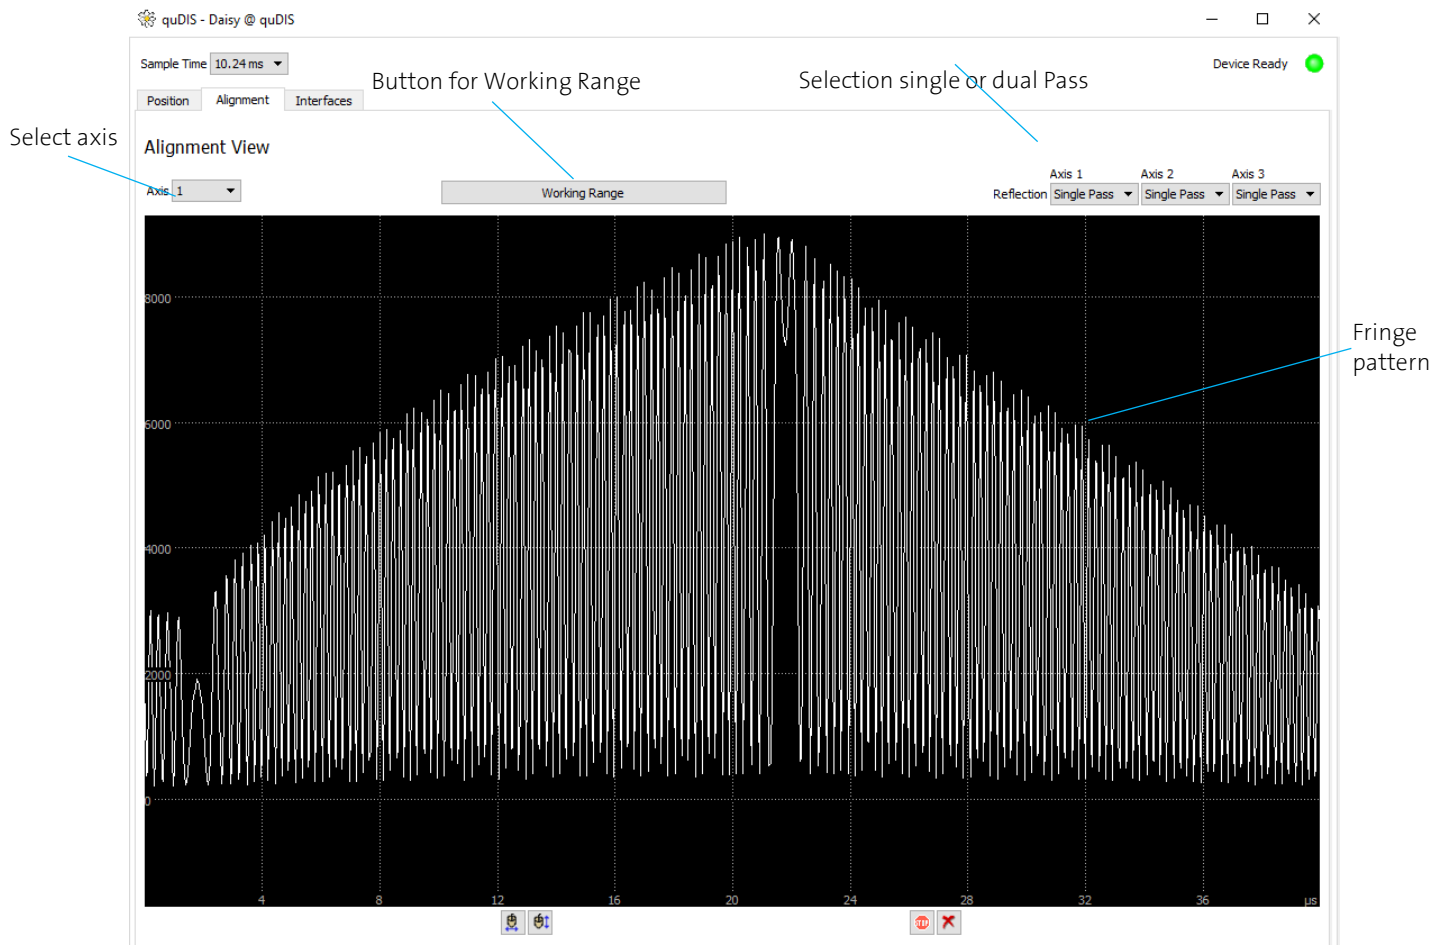 quDIS - Daisy @ quDIS
Sample Time 10.24 ms
Device Ready
Button for Working Range
Selection single or dual Pass
Position Alignment Interfaces
Select axis
Alignment View
Axis 1 Axis 2 Axis 3
Axis 1
Working Range
Reflection Single Pass Single Pass Single Pass
8000
Fringe
pattern
6000
4000
2000
0
4 8 12 16 20 24 28 32 36 µs